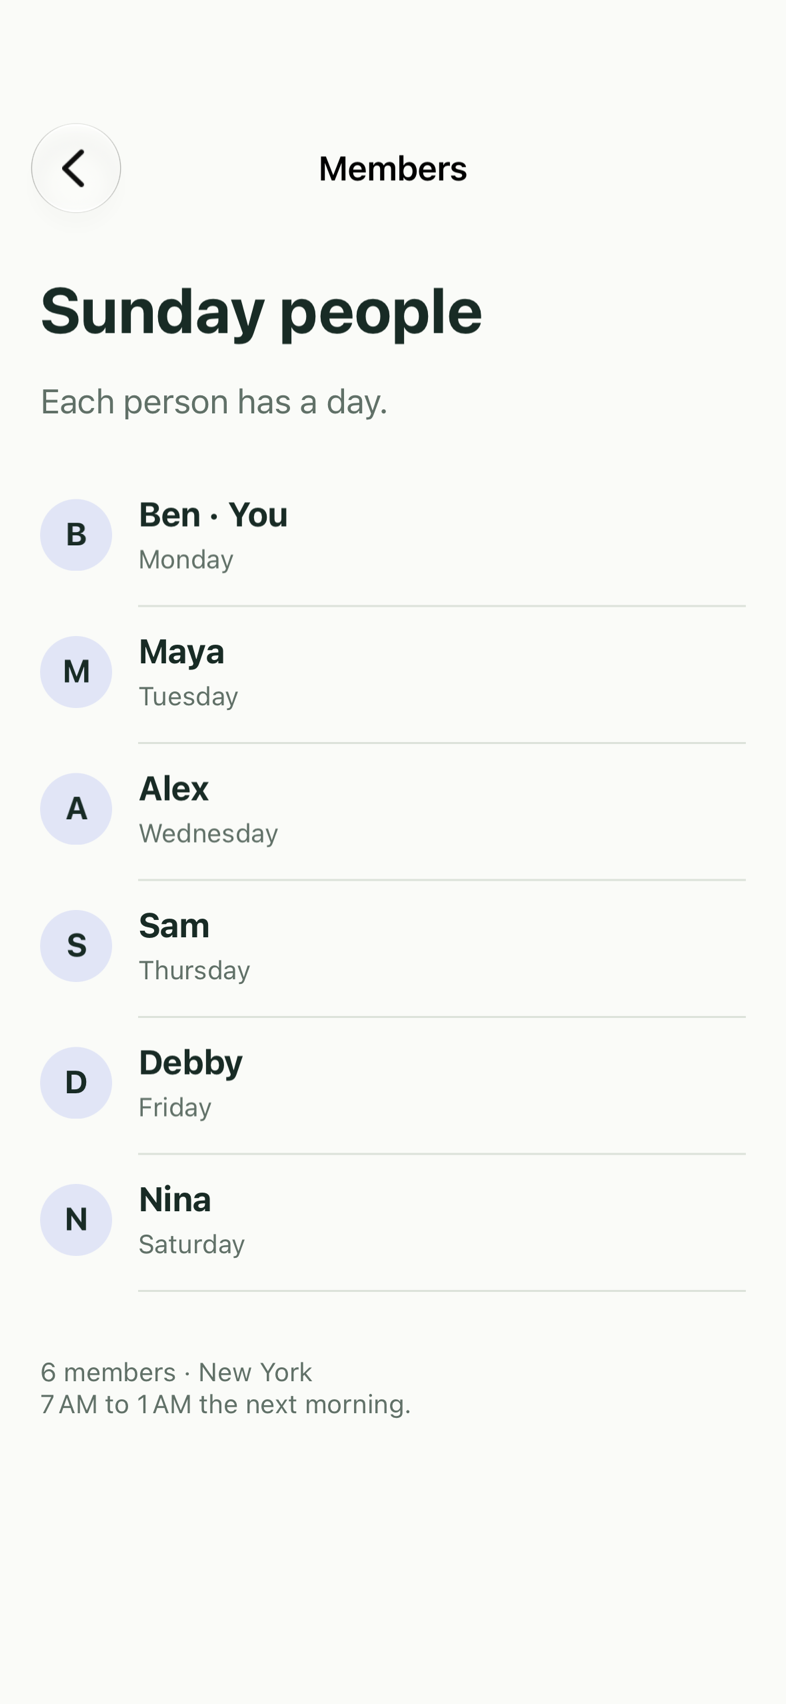 Members
Sunday people
Each person has a day.
B
Ben · You
Monday
M
Maya
Tuesday
A
Alex
Wednesday
S
Sam
Thursday
D
Debby
Friday
N
Nina
Saturday
6 members · New York
7 AM to 1 AM the next morning.